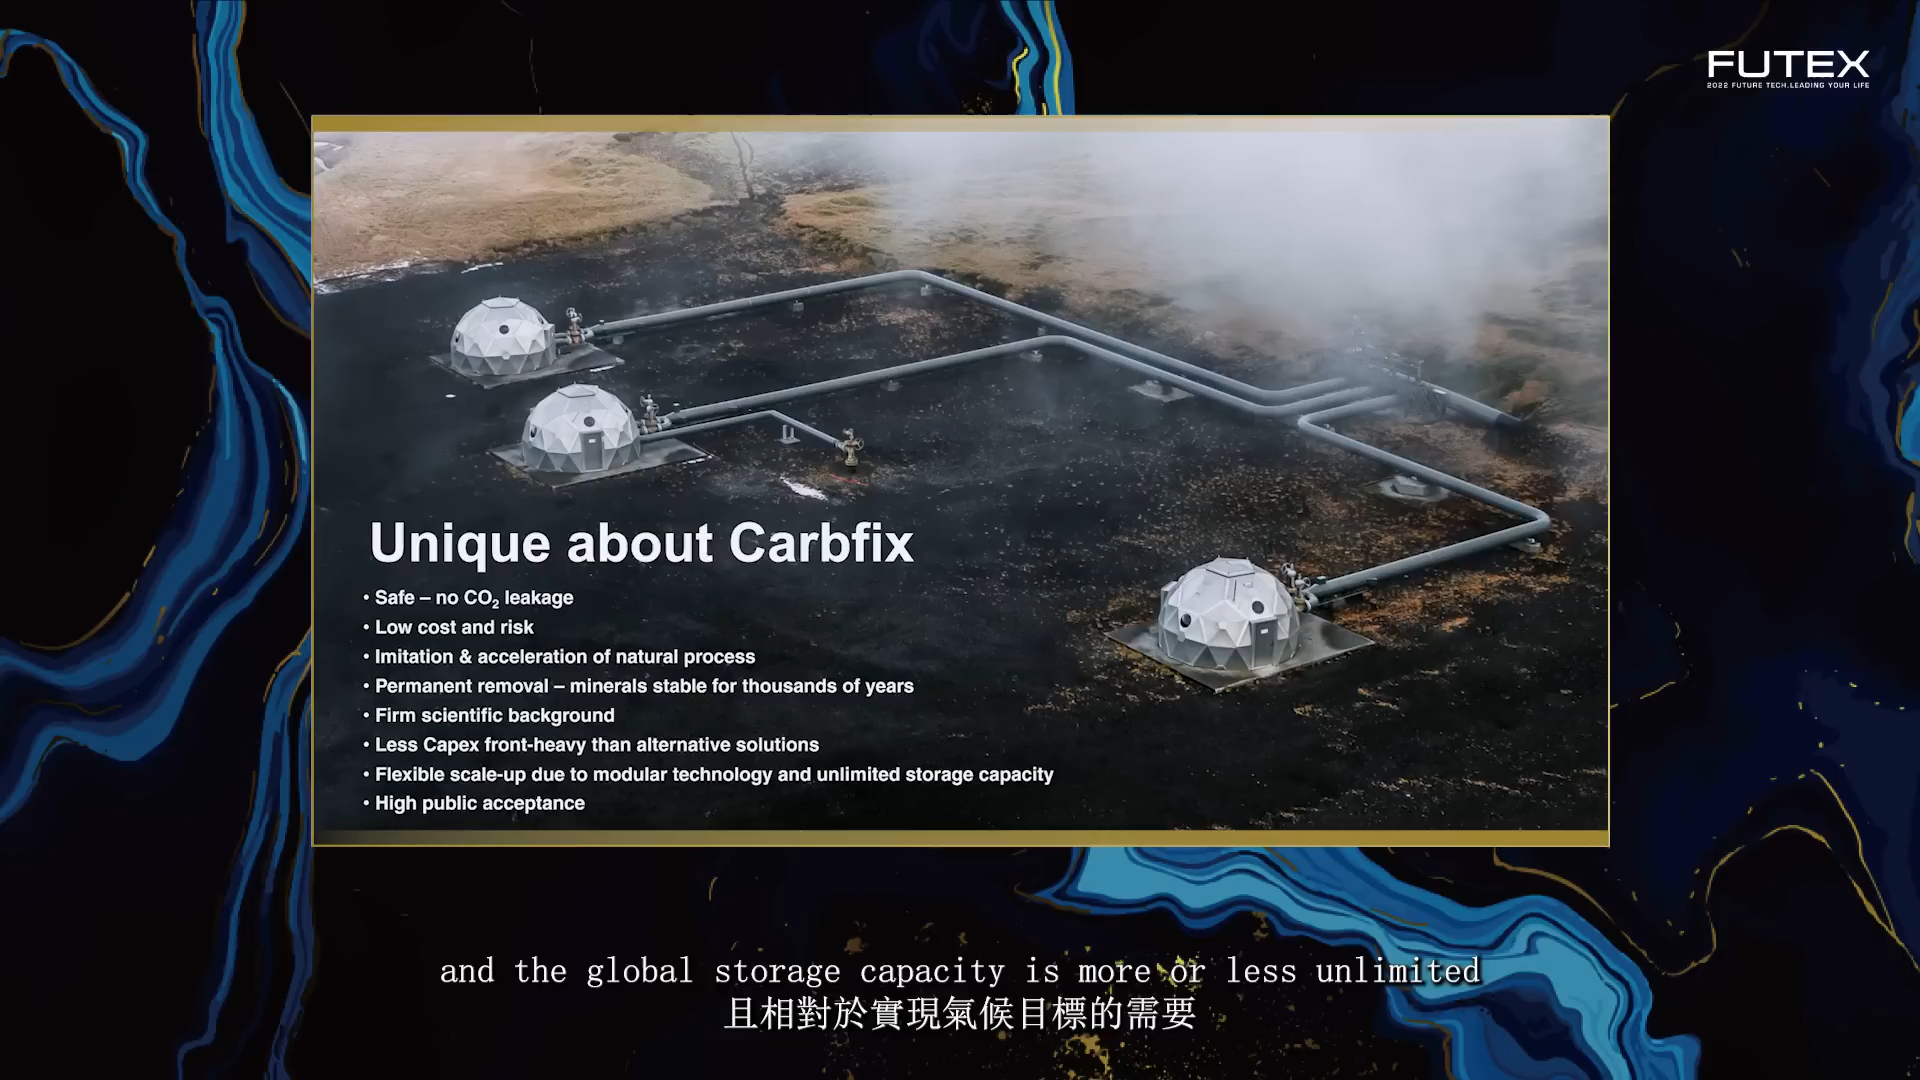 FUTEX
2022 FUTURE TECH.LEADING YOUR LIFE
Unique about Carbfix
• Safe – no CO₂ leakage
• Low cost and risk
• Imitation & acceleration of natural process
• Permanent removal – minerals stable for thousands of years
• Firm scientific background
• Less Capex front-heavy than alternative solutions
• Flexible scale-up due to modular technology and unlimited storage capacity
• High public acceptance
and the global storage capacity is more or less unlimited
且相對於實現氣候目標的需要